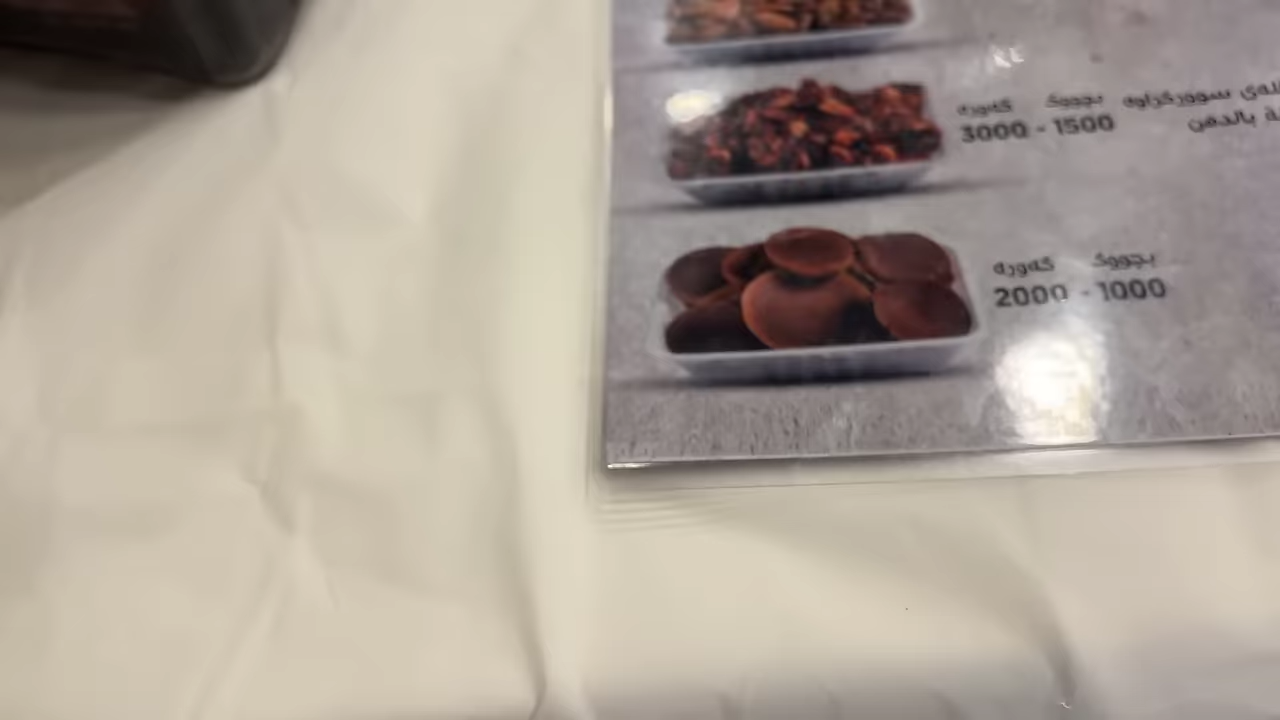 سوورکراوە بچووک گەورە
بالدهن 1500 - 3000
بچووک گەورە
1000 - 2000